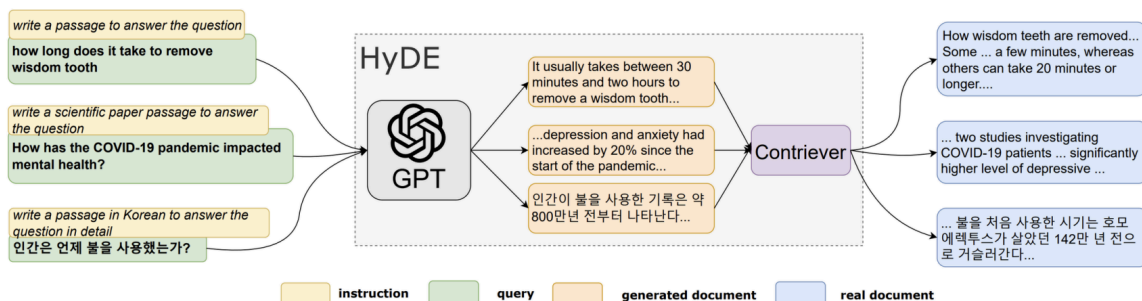 write a passage to answer the question
how long does it take to remove
wisdom tooth
write a scientific paper passage to answer
the question
How has the COVID-19 pandemic impacted
mental health?
write a passage in Korean to answer the
question in detail
인간은 언제 불을 사용했는가?
HyDE
GPT
It usually takes between 30
minutes and two hours to
remove a wisdom tooth...
...depression and anxiety had
increased by 20% since the
start of the pandemic...
인간이 불을 사용한 기록은 약
800만년 전부터 나타난다...
Contriever
How wisdom teeth are removed...
Some ... a few minutes, whereas
others can take 20 minutes or
longer....
... two studies investigating
COVID-19 patients ... significantly
higher level of depressive ...
... 불을 처음 사용한 시기는 호모
에렉투스가 살았던 142만 년 전으
로 거슬러간다...
instruction
query
generated document
real document